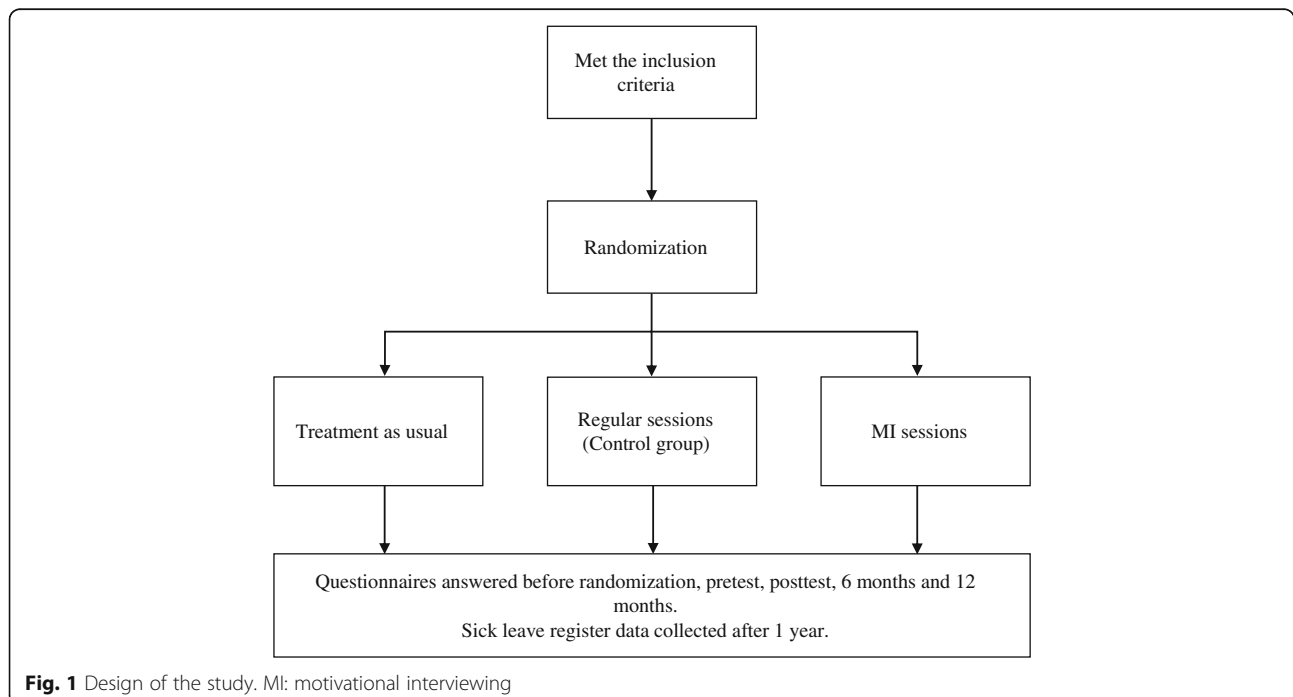 Met the inclusion
criteria
Randomization
Treatment as usual
Regular sessions
(Control group)
MI sessions
Questionnaires answered before randomization, pretest, posttest, 6 months and 12
months.
Sick leave register data collected after 1 year.
Fig. 1 Design of the study. MI: motivational interviewing